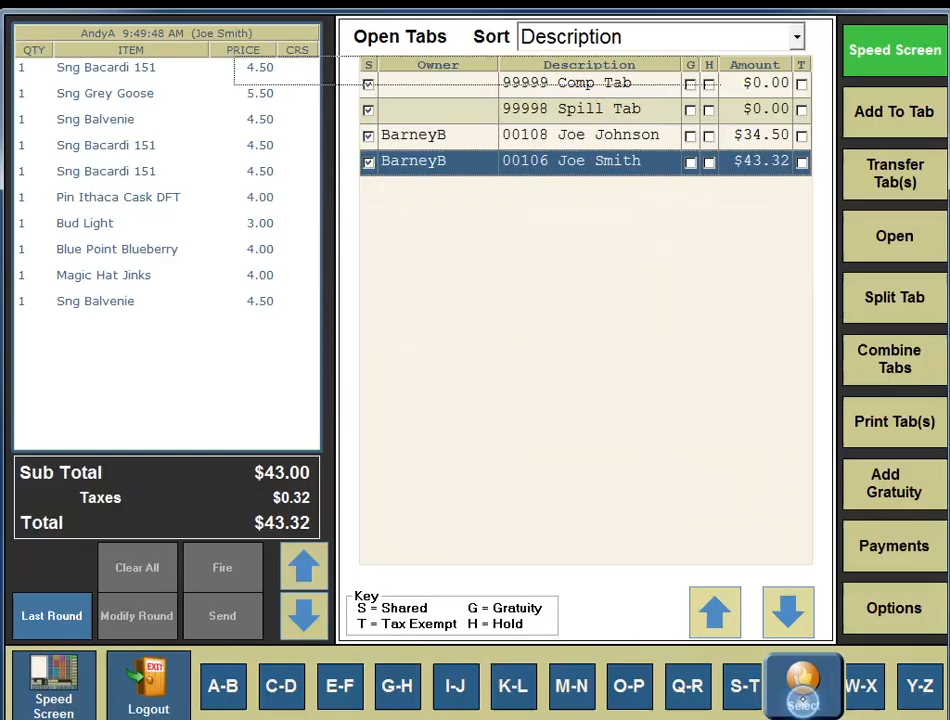 AndyA 9:49:48 AM (Joe Smith)
QTY ITEM PRICE CRS
1 Sng Bacardi 151 4.50
1 Sng Grey Goose 5.50
1 Sng Balvenie 4.50
1 Sng Bacardi 151 4.50
1 Sng Bacardi 151 4.50
1 Pin Ithaca Cask DFT 4.00
1 Bud Light 3.00
1 Blue Point Blueberry 4.00
1 Magic Hat Jinks 4.00
1 Sng Balvenie 4.50
Sub Total $43.00
Taxes $0.32
Total $43.32
Clear All Fire
Last Round Modify Round Send
Open Tabs Sort Description
S Owner Description G H Amount T
99999 Comp Tab $0.00
99998 Spill Tab $0.00
BarneyB 00108 Joe Johnson $34.50
BarneyB 00106 Joe Smith $43.32
Key
S = Shared G = Gratuity
T = Tax Exempt H = Hold
Speed Screen
Add To Tab
Transfer
Tab(s)
Open
Split Tab
Combine
Tabs
Print Tab(s)
Add
Gratuity
Payments
Options
Speed
Screen
EXIT
Logout
A-B C-D E-F G-H I-J K-L M-N O-P Q-R S-T Select W-X Y-Z